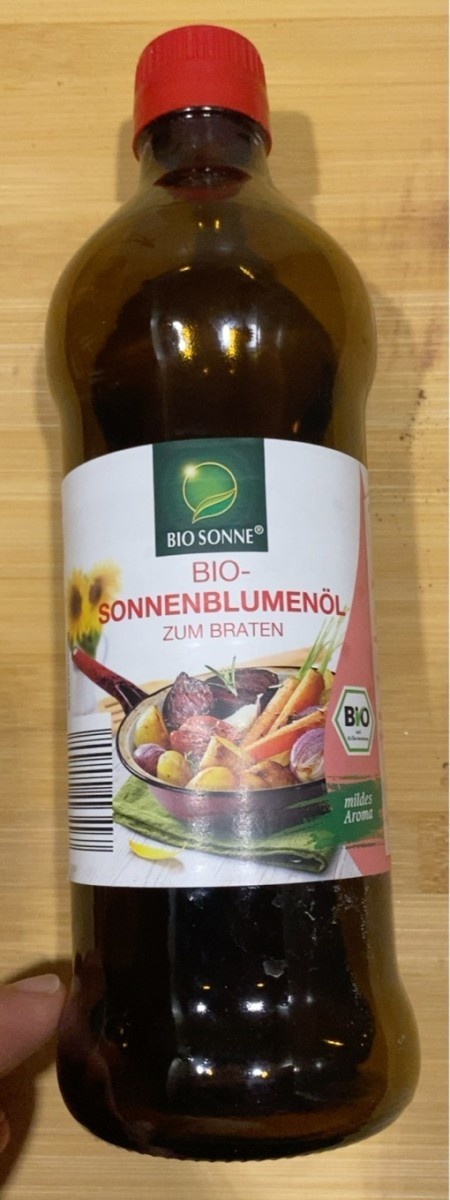 BIO SONNE®
BIO-
SONNENBLUMENÖL
ZUM BRATEN
BIO
mildes
Aroma